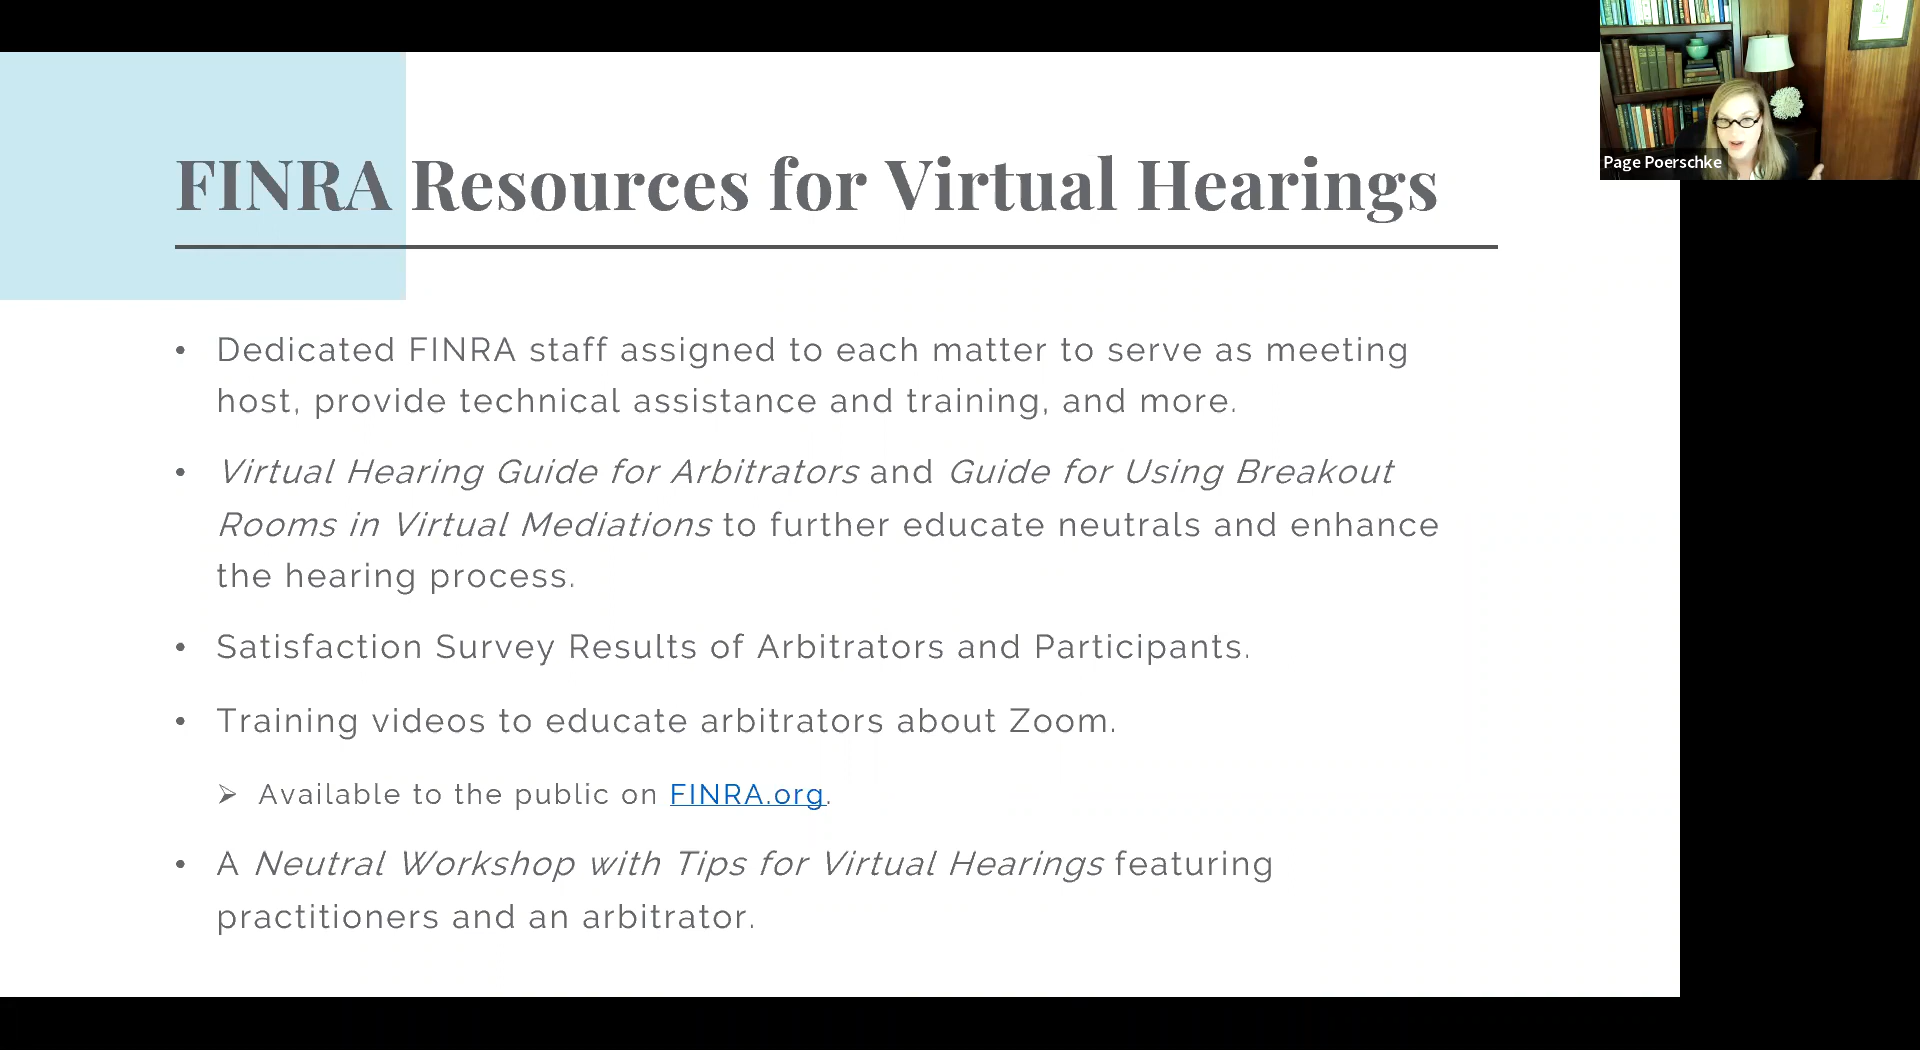 FINRA Resources for Virtual Hearings
Page Poerschke
• Dedicated FINRA staff assigned to each matter to serve as meeting
host, provide technical assistance and training, and more.
• Virtual Hearing Guide for Arbitrators and Guide for Using Breakout
Rooms in Virtual Mediations to further educate neutrals and enhance
the hearing process.
• Satisfaction Survey Results of Arbitrators and Participants.
• Training videos to educate arbitrators about Zoom.
➢ Available to the public on FINRA.org.
• A Neutral Workshop with Tips for Virtual Hearings featuring
practitioners and an arbitrator.